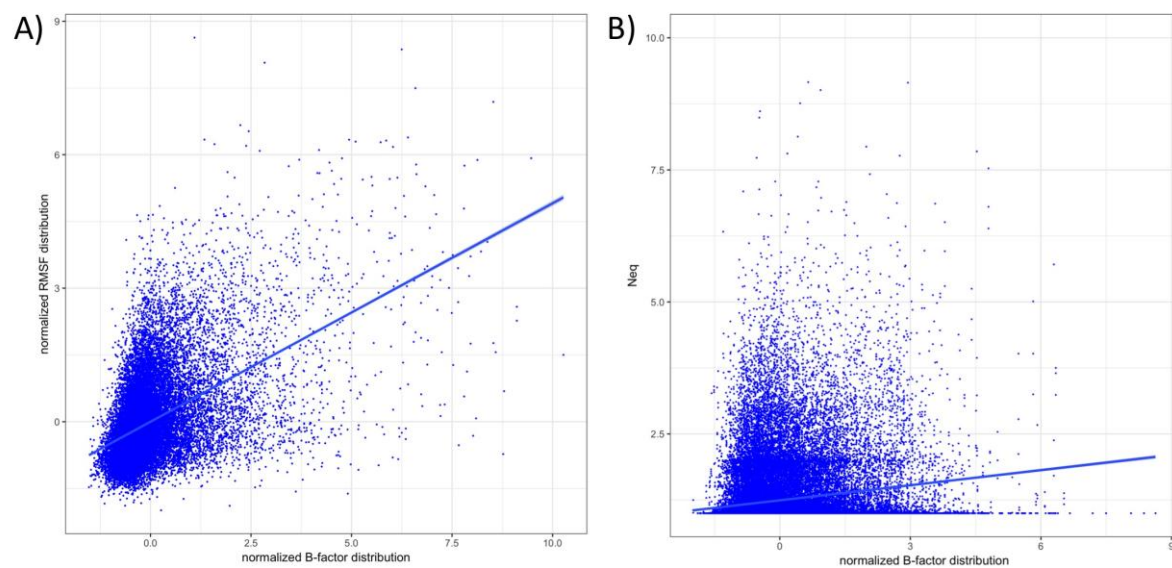 A)
9
6
3
0
0.0
2.5
5.0
7.5
10.0
normalized B-factor distribution
normalized RMSF distribution
B)
10.0
7.5
5.0
2.5
0
3
6
9
normalized B-factor distribution
Neq